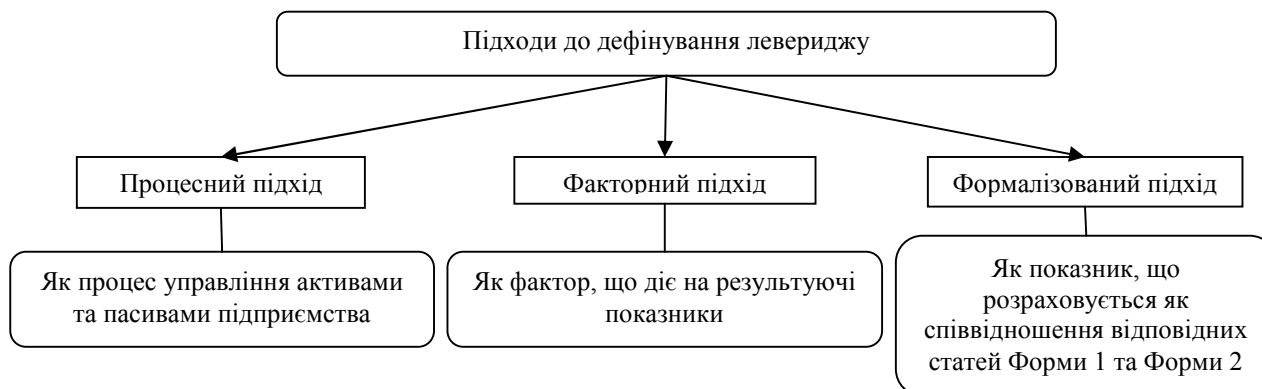 Підходи до дефінування левериджу
Процесний підхід
Факторний підхід
Формалізований підхід
Як процес управління активами
та пасивами підприємства
Як фактор, що діє на результуючі
показники
Як показник, що
розраховується як
співвідношення відповідних
статей Форми 1 та Форми 2